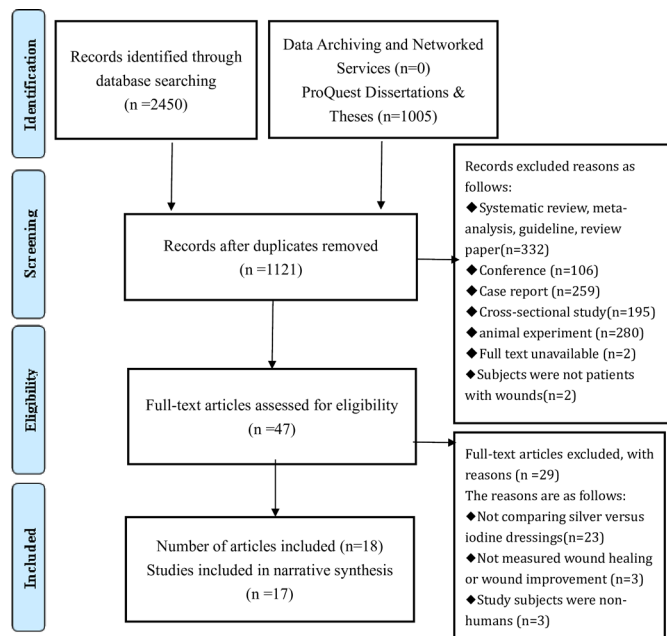 Identification
Records identified through
database searching
(n =2450)
Data Archiving and Networked
Services (n=0)
ProQuest Dissertations &
Theses (n=1005)
Screening
Records after duplicates removed
(n =1121)
Records excluded reasons as
follows:
◆Systematic review, meta-
analysis, guideline, review
paper(n=332)
◆Conference (n=106)
◆Case report (n=259)
◆Cross-sectional study(n=195)
◆animal experiment (n=280)
◆Full text unavailable (n=2)
◆Subjects were not patients
with wounds(n=2)
Eligibility
Full-text articles assessed for eligibility
(n =47)
Full-text articles excluded, with
reasons (n =29)
The reasons are as follows:
◆Not comparing silver versus
iodine dressings(n=23)
◆Not measured wound healing
or wound improvement (n=3)
◆Study subjects were non-
humans (n=3)
Included
Number of articles included (n=18)
Studies included in narrative synthesis
(n =17)